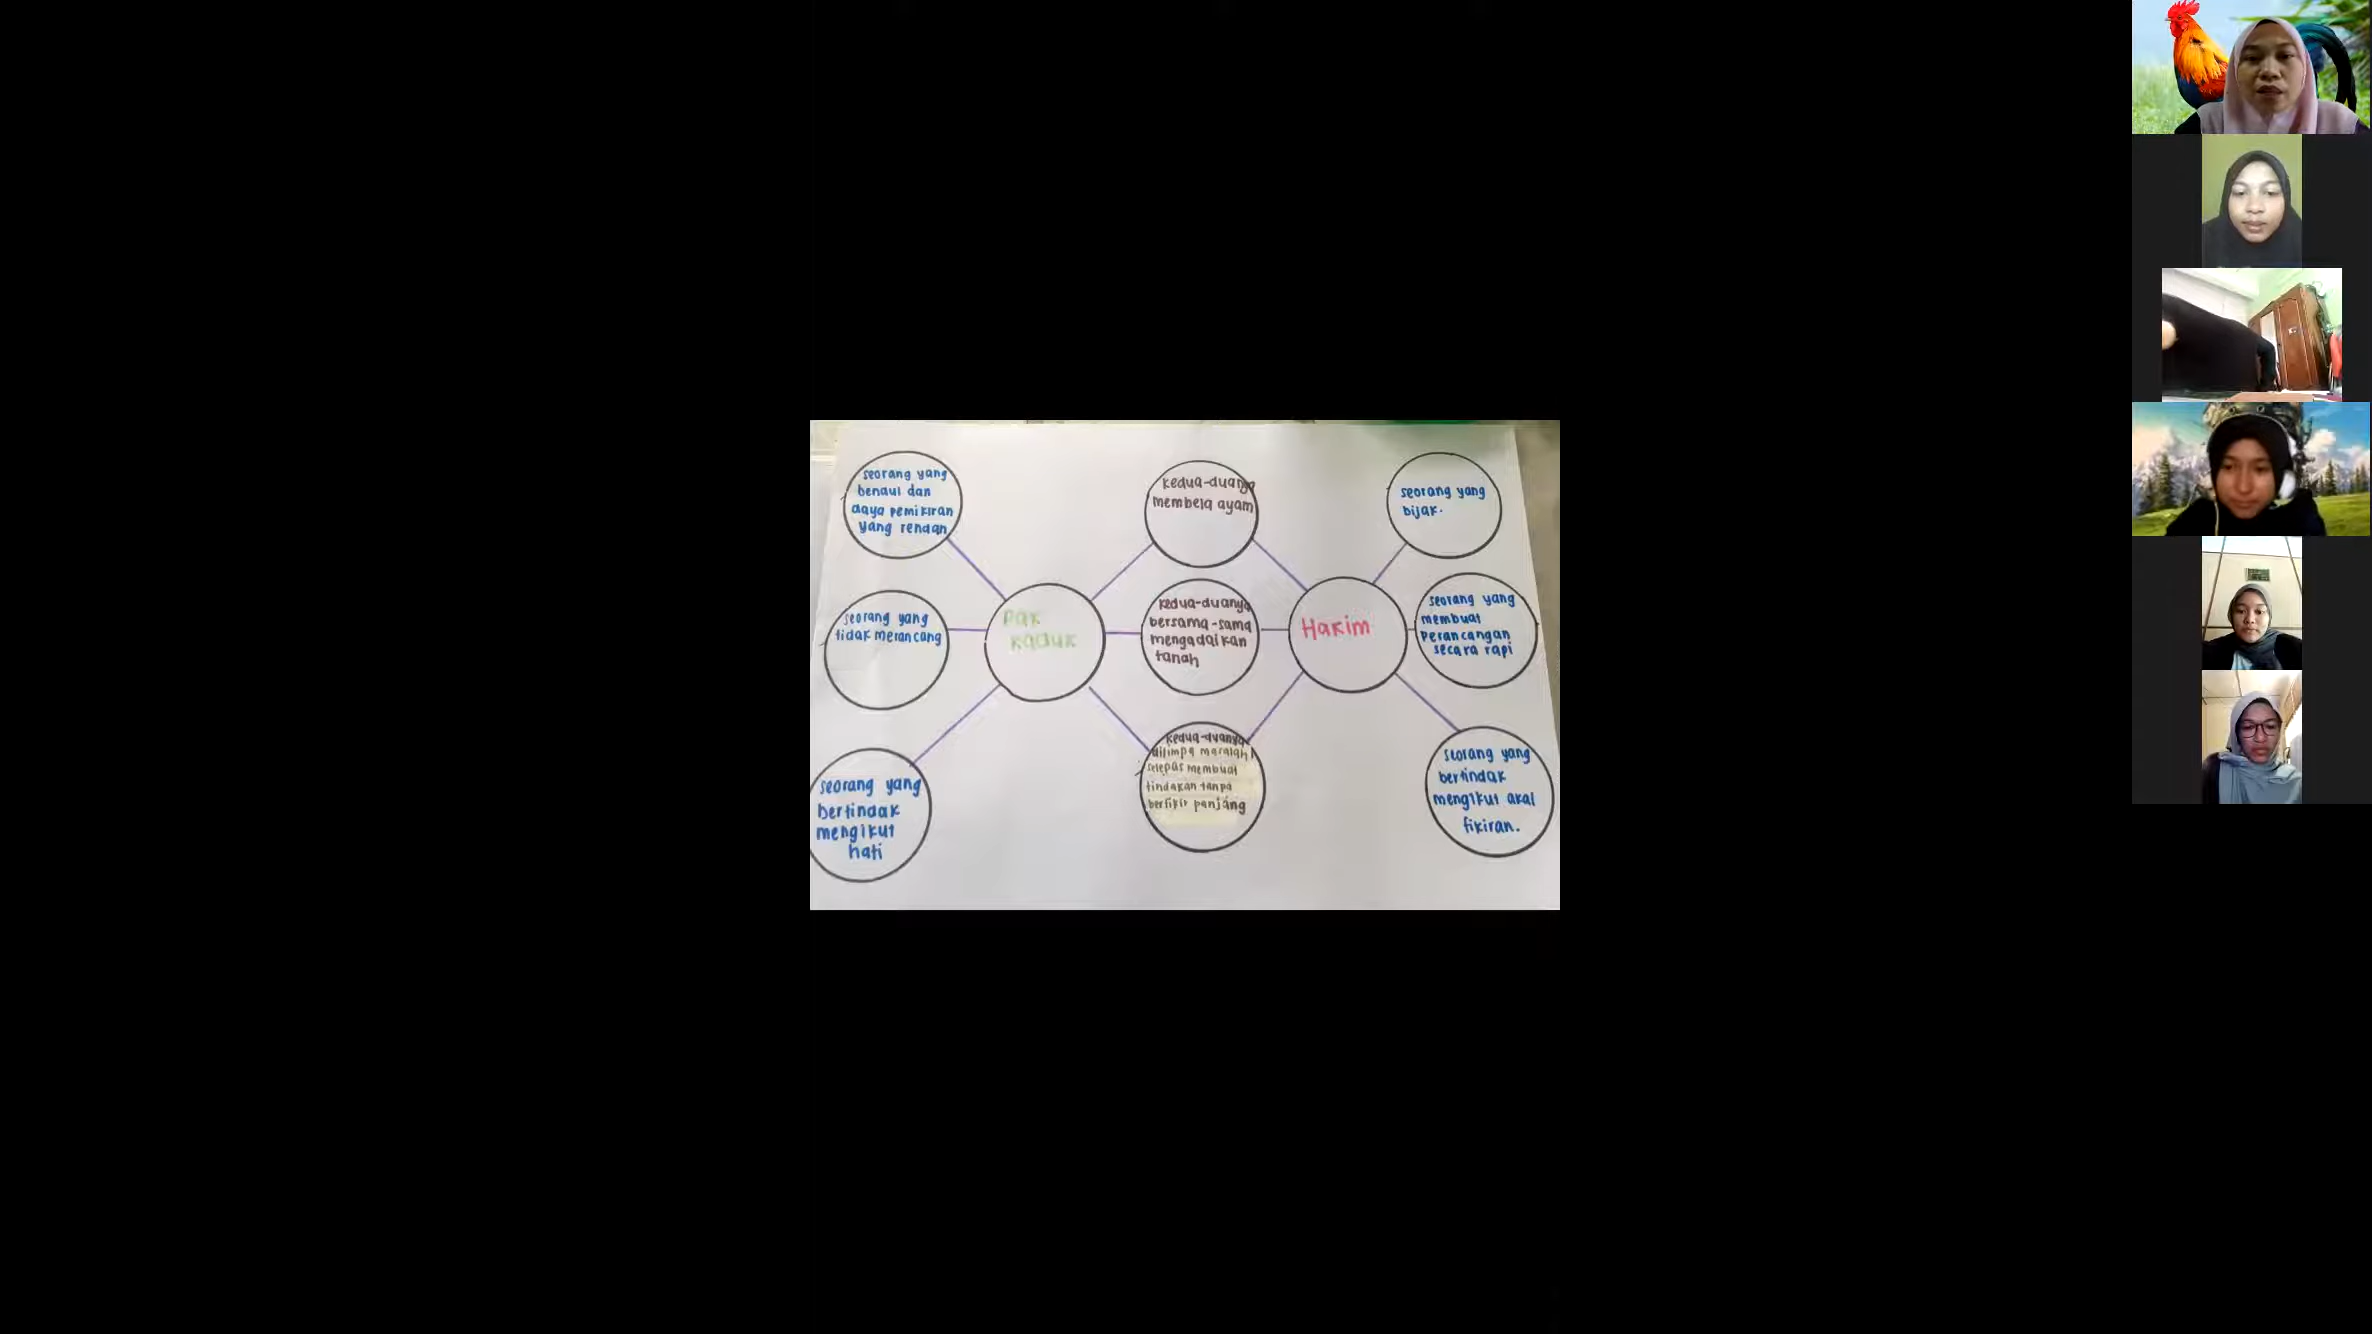 seorang yang
bendul dan
daya pemikiran
yang rendah
seorang yang
tidak merancang
seorang yang
bertindak
mengikut
hati
Pak
Kaduk
kedua-duanya
membela ayam
kedua-duanya
bersama-sama
mengadaikan
tanah
kedua-duanya
ditimpa masalah
selepas membuat
tindakan tanpa
berfikir panjang
Hakim
seorang yang
bijak.
seorang yang
membuat
perancangan
secara rapi
seorang yang
bertindak
mengikut akal
fikiran.